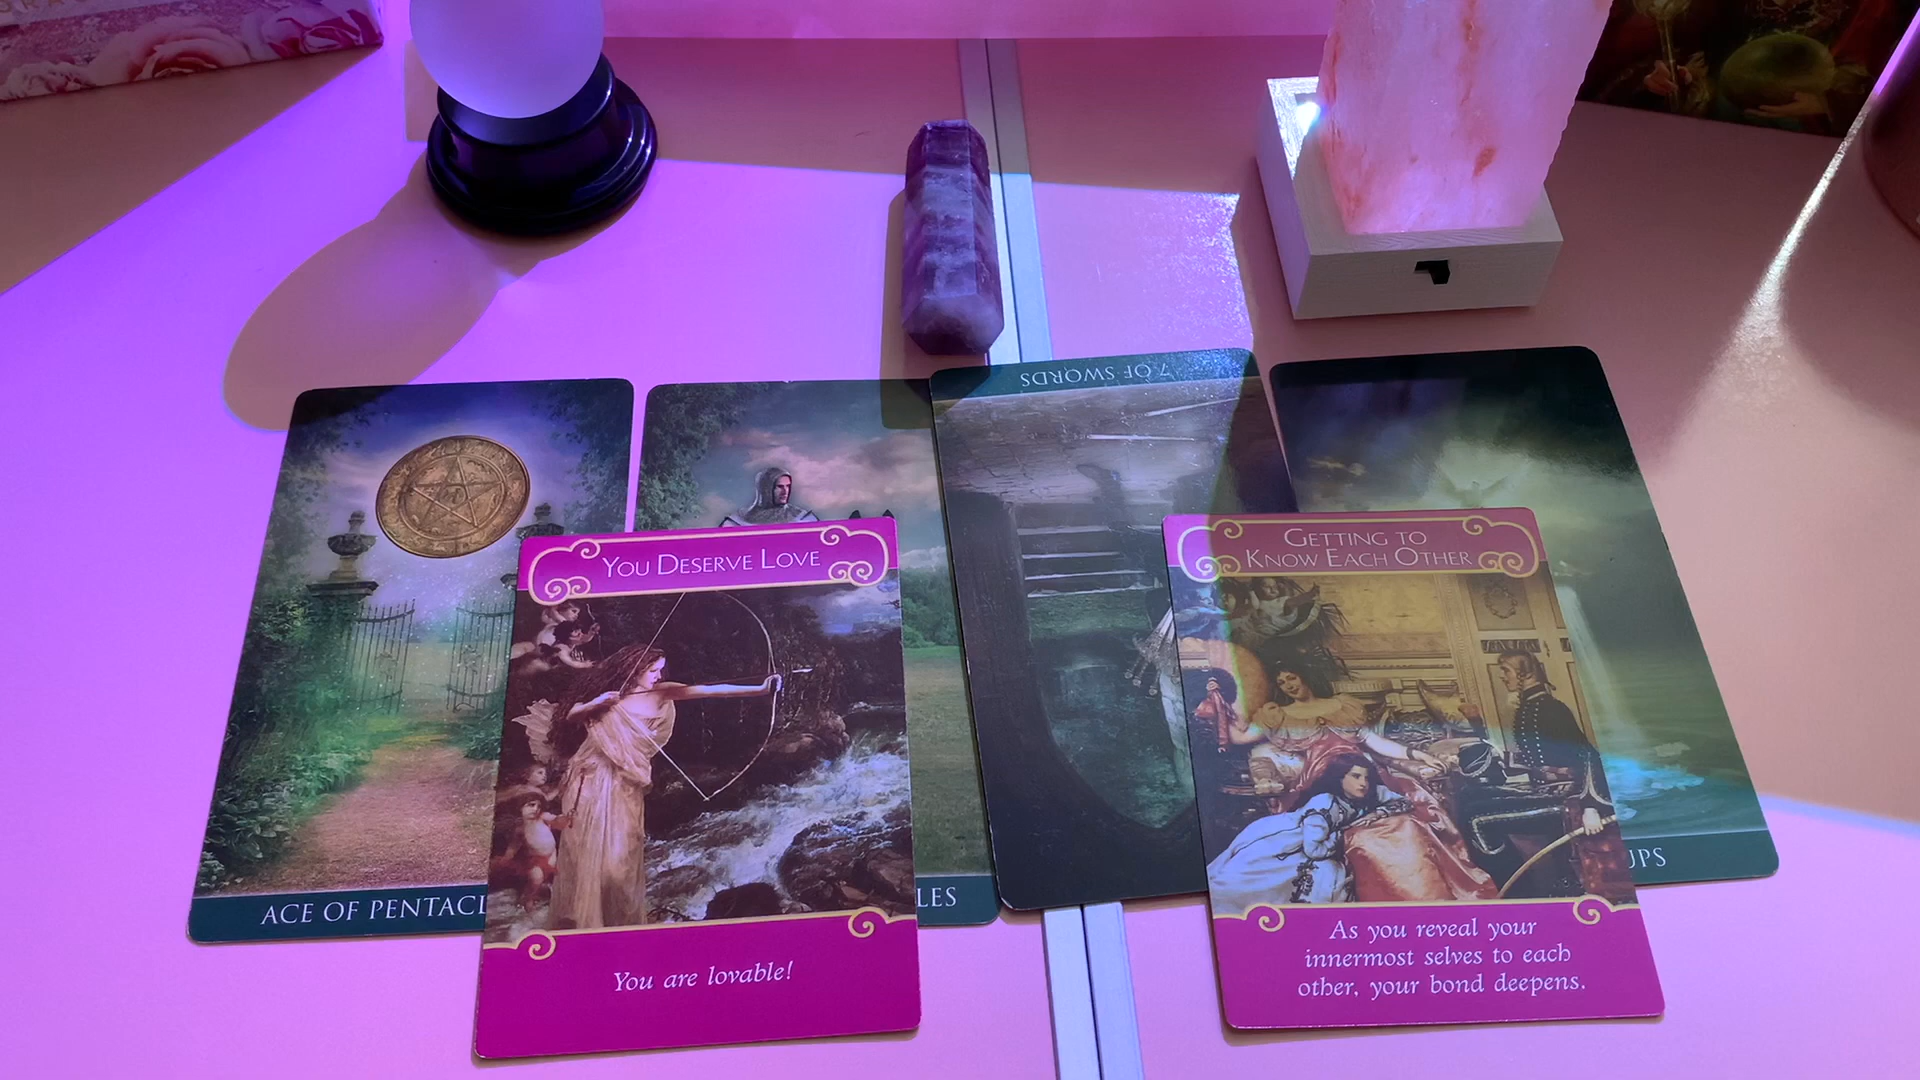 7 OF SWORDS
YOU DESERVE LOVE
GETTING TO
KNOW EACH OTHER
UPS
LES
ACE OF PENTACL
As you reveal your
innermost selves to each
other, your bond deepens.
You are lovable!